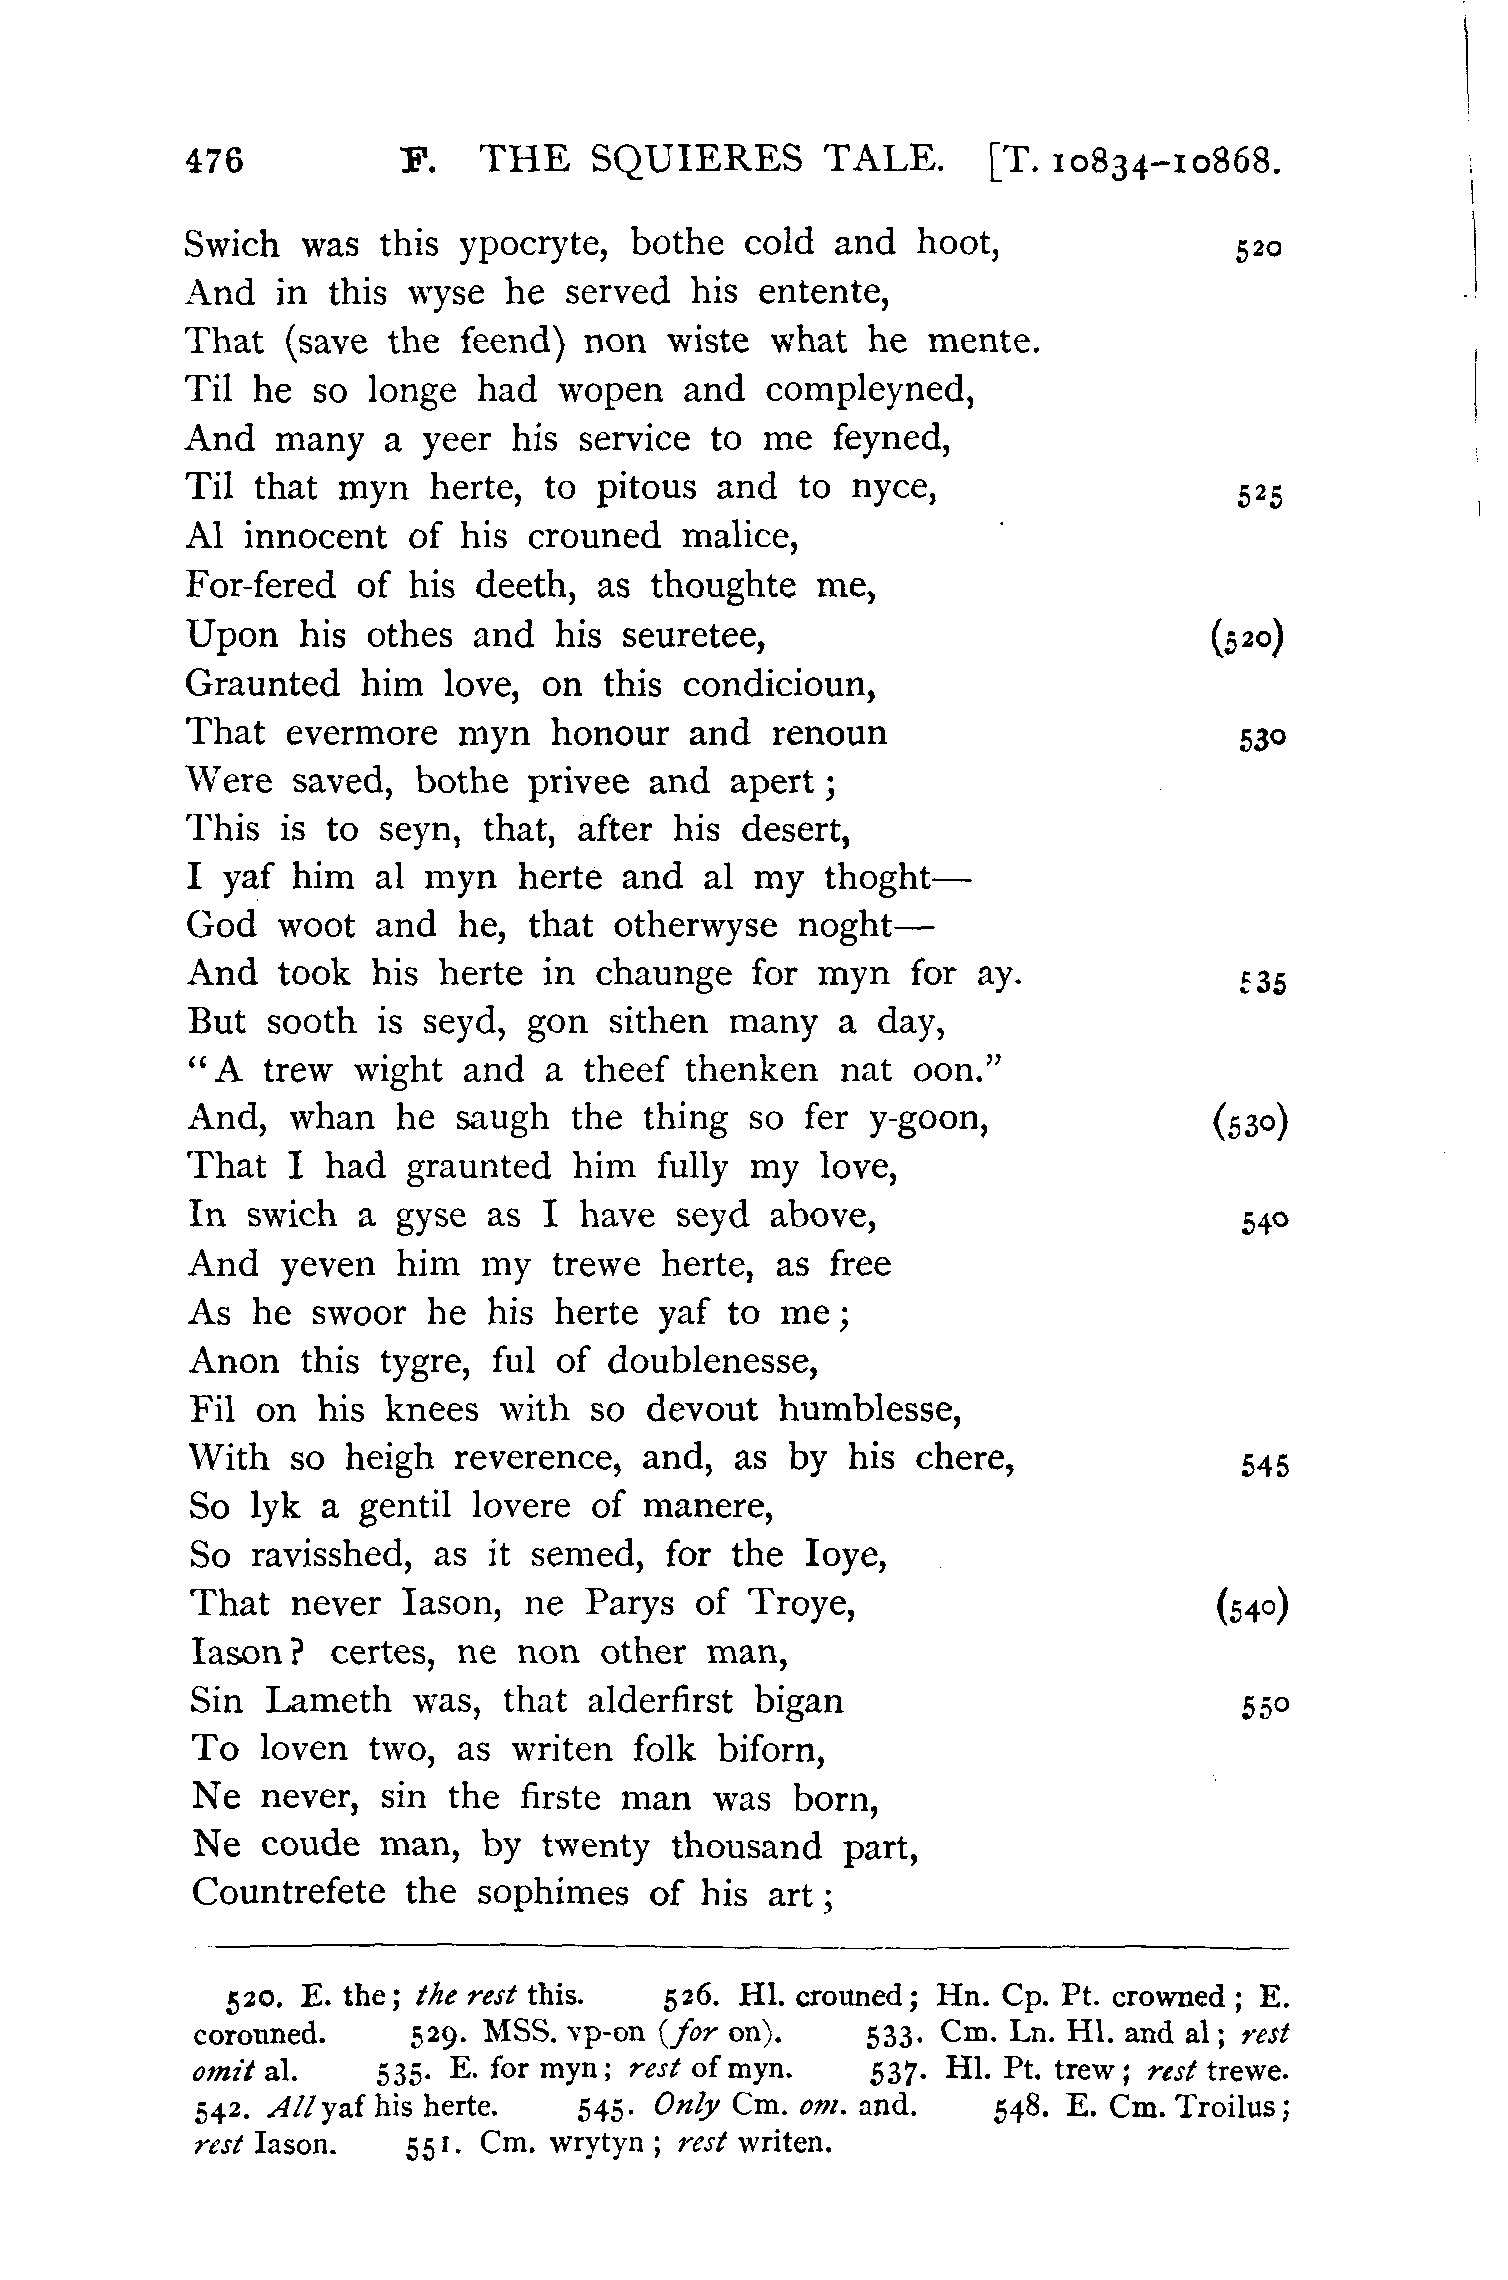 476 F. THE SQUIERES TALE. [T. 10834-10868.
Swich was this ypocryte, bothe cold and hoot, 520
And in this wyse he served his entente,
That (save the feend) non wiste what he mente.
Til he so longe had wopen and compleyned,
And many a yeer his service to me feyned,
Til that myn herte, to pitous and to nyce, 525
Al innocent of his crouned malice,
For-fered of his deeth, as thoughte me,
Upon his othes and his seuretee, (520)
Graunted him love, on this condicioun,
That evermore myn honour and renoun 530
Were saved, bothe privee and apert ;
This is to seyn, that, after his desert,
I yaf him al myn herte and al my thoght—
God woot and he, that otherwyse noght—
And took his herte in chaunge for myn for ay. 535
But sooth is seyd, gon sithen many a day,
“A trew wight and a theef thenken nat oon.”
And, whan he saugh the thing so fer y-goon, (530)
That I had graunted him fully my love,
In swich a gyse as I have seyd above, 540
And yeven him my trewe herte, as free
As he swoor he his herte yaf to me ;
Anon this tygre, ful of doublenesse,
Fil on his knees with so devout humblesse,
With so heigh reverence, and, as by his chere, 545
So lyk a gentil lovere of manere,
So ravisshed, as it semed, for the Ioye,
That never Iason, ne Parys of Troye, (540)
Iason ? certes, ne non other man,
Sin Lameth was, that alderfirst bigan 550
To loven two, as writen folk biforn,
Ne never, sin the firste man was born,
Ne coude man, by twenty thousand part,
Countrefete the sophimes of his art ;
520. E. the; the rest this. 526. Hl. crouned; Hn. Cp. Pt. crowned ; E.
corouned. 529. MSS. vp-on (for on). 533. Cm. Ln. Hl. and al ; rest
omit al. 535. E. for myn; rest of myn. 537. Hl. Pt. trew ; rest trewe.
542. All yaf his herte. 545. Only Cm. om. and. 548. E. Cm. Troilus ;
rest Iason. 551. Cm. wrytyn ; rest writen.